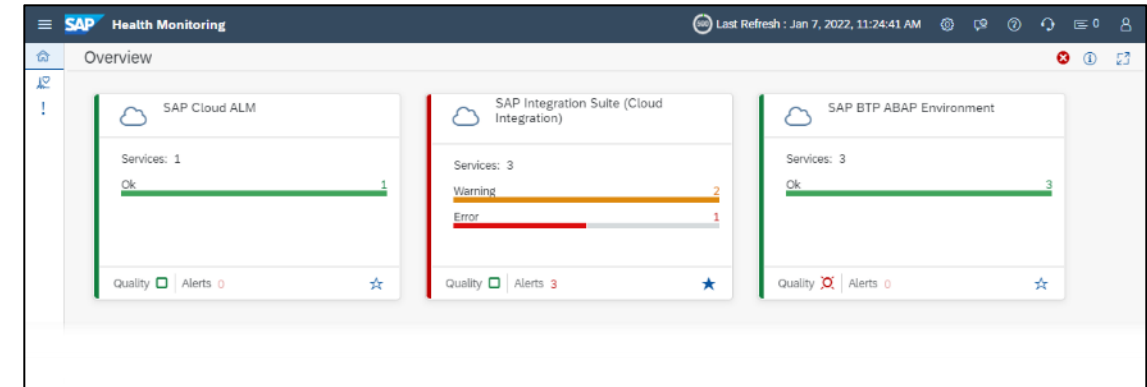 SAP Health Monitoring Last Refresh : Jan 7, 2022, 11:24:41 AM 0
Overview
SAP Cloud ALM
Services: 1
Ok 1
Quality Alerts 0
SAP Integration Suite (Cloud
Integration)
Services: 3
Warning 2
Error 1
Quality Alerts 3
SAP BTP ABAP Environment
Services: 3
Ok 3
Quality Alerts 0